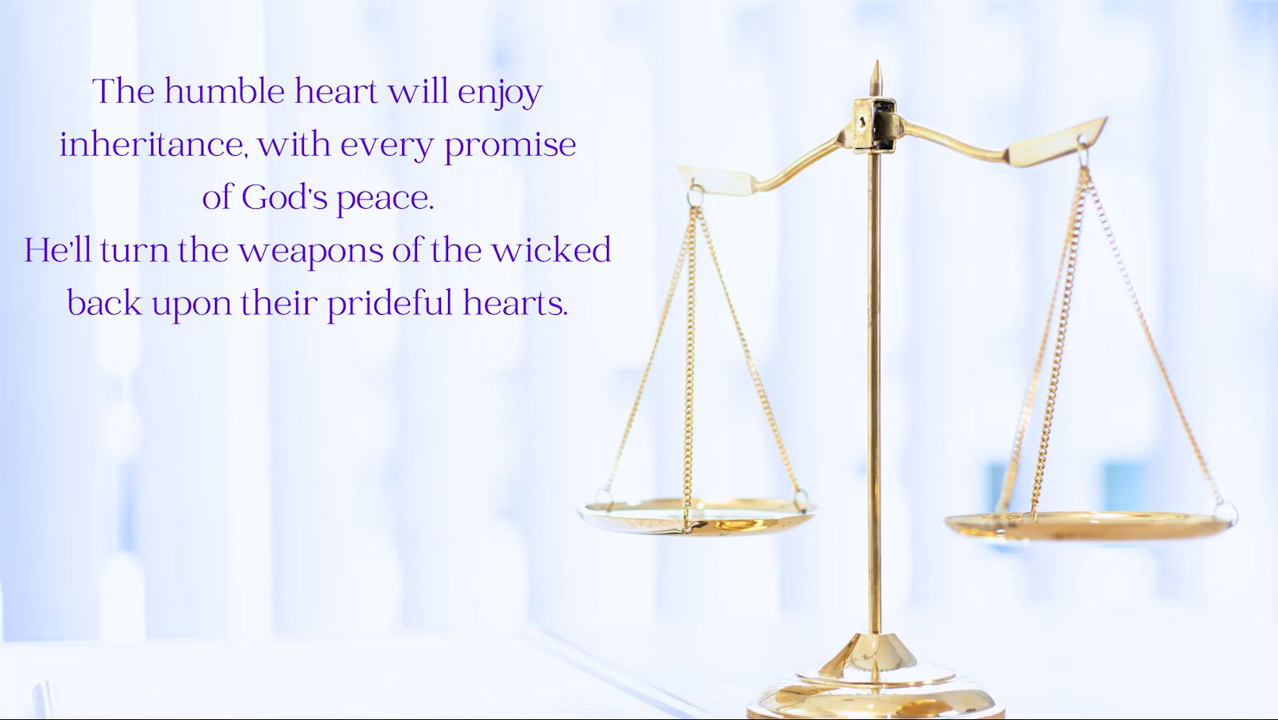 The humble heart will enjoy
inheritance, with every promise
of God's peace.
He'll turn the weapons of the wicked
back upon their prideful hearts.